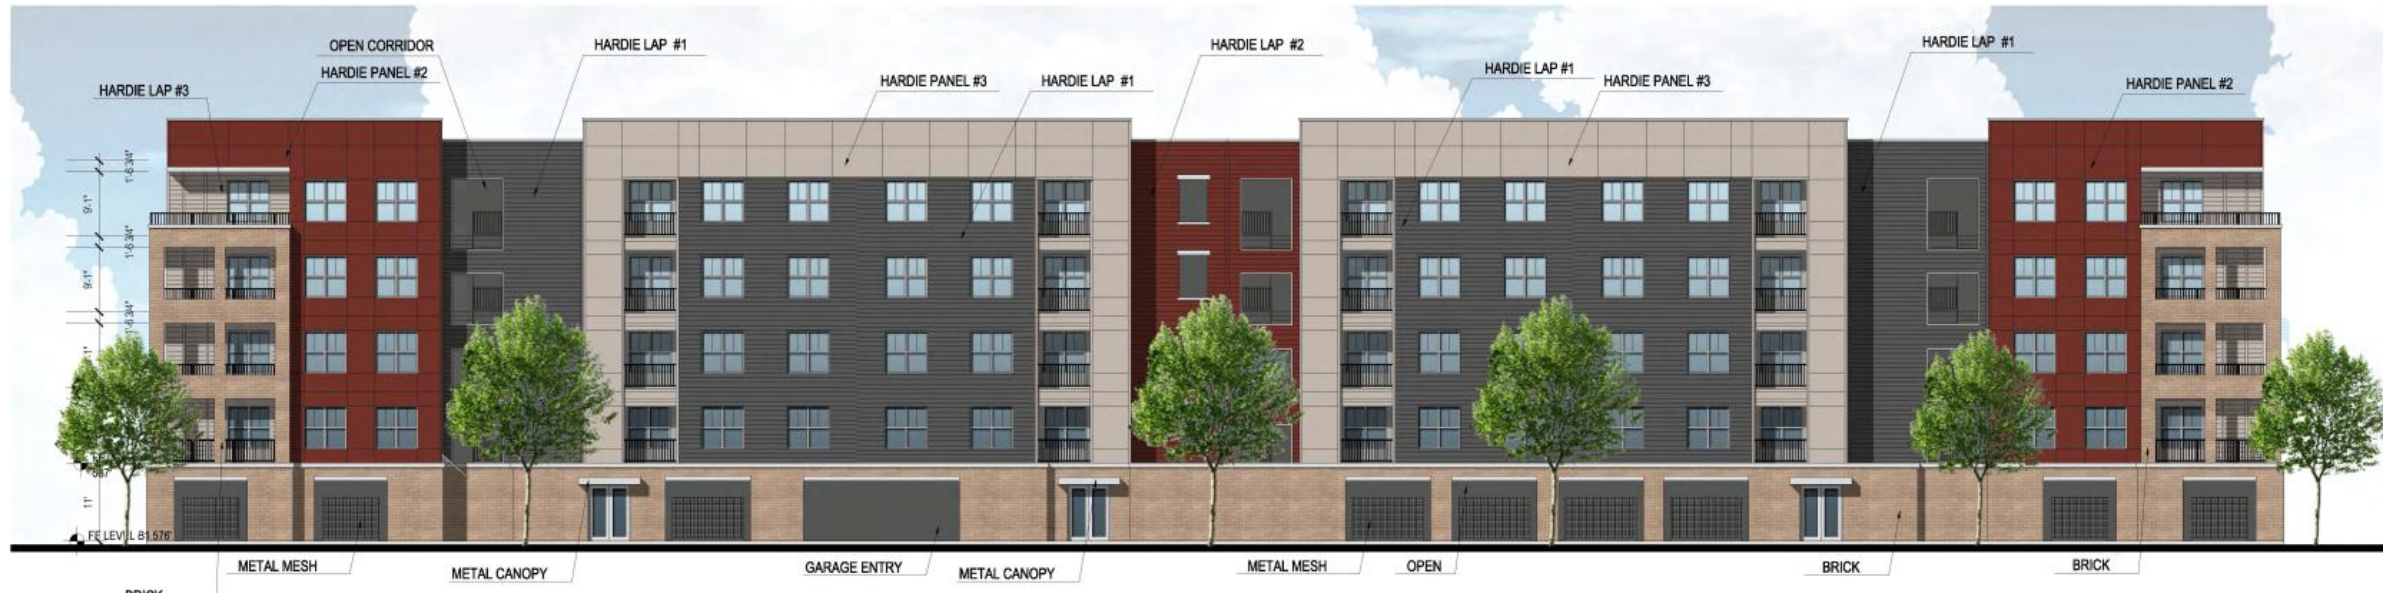 OPEN CORRIDOR
HARDIE LAP #1
HARDIE LAP #2
HARDIE LAP #1
HARDIE PANEL #2
HARDIE PANEL #3
HARDIE LAP #1
HARDIE LAP #1
HARDIE PANEL #3
HARDIE PANEL #2
HARDIE LAP #3
1'-6 3/4"
9'-1"
1'-6 3/4"
9'-1"
1'-6 3/4"
11'
FF LEVEL B1.576'
METAL MESH
METAL CANOPY
GARAGE ENTRY
METAL CANOPY
METAL MESH
OPEN
BRICK
BRICK
BRICK